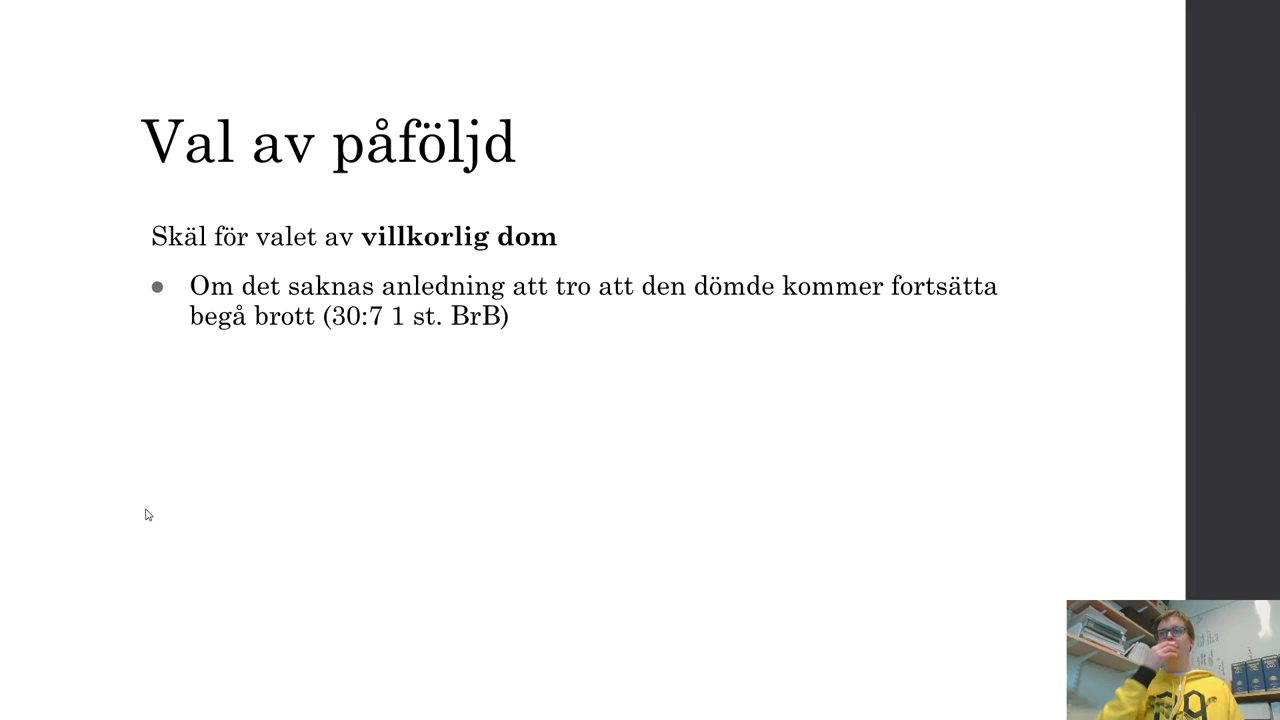 Val av påföljd
Skäl för valet av villkorlig dom
Om det saknas anledning att tro att den dömde kommer fortsätta
begå brott (30:7 1 st. BrB)